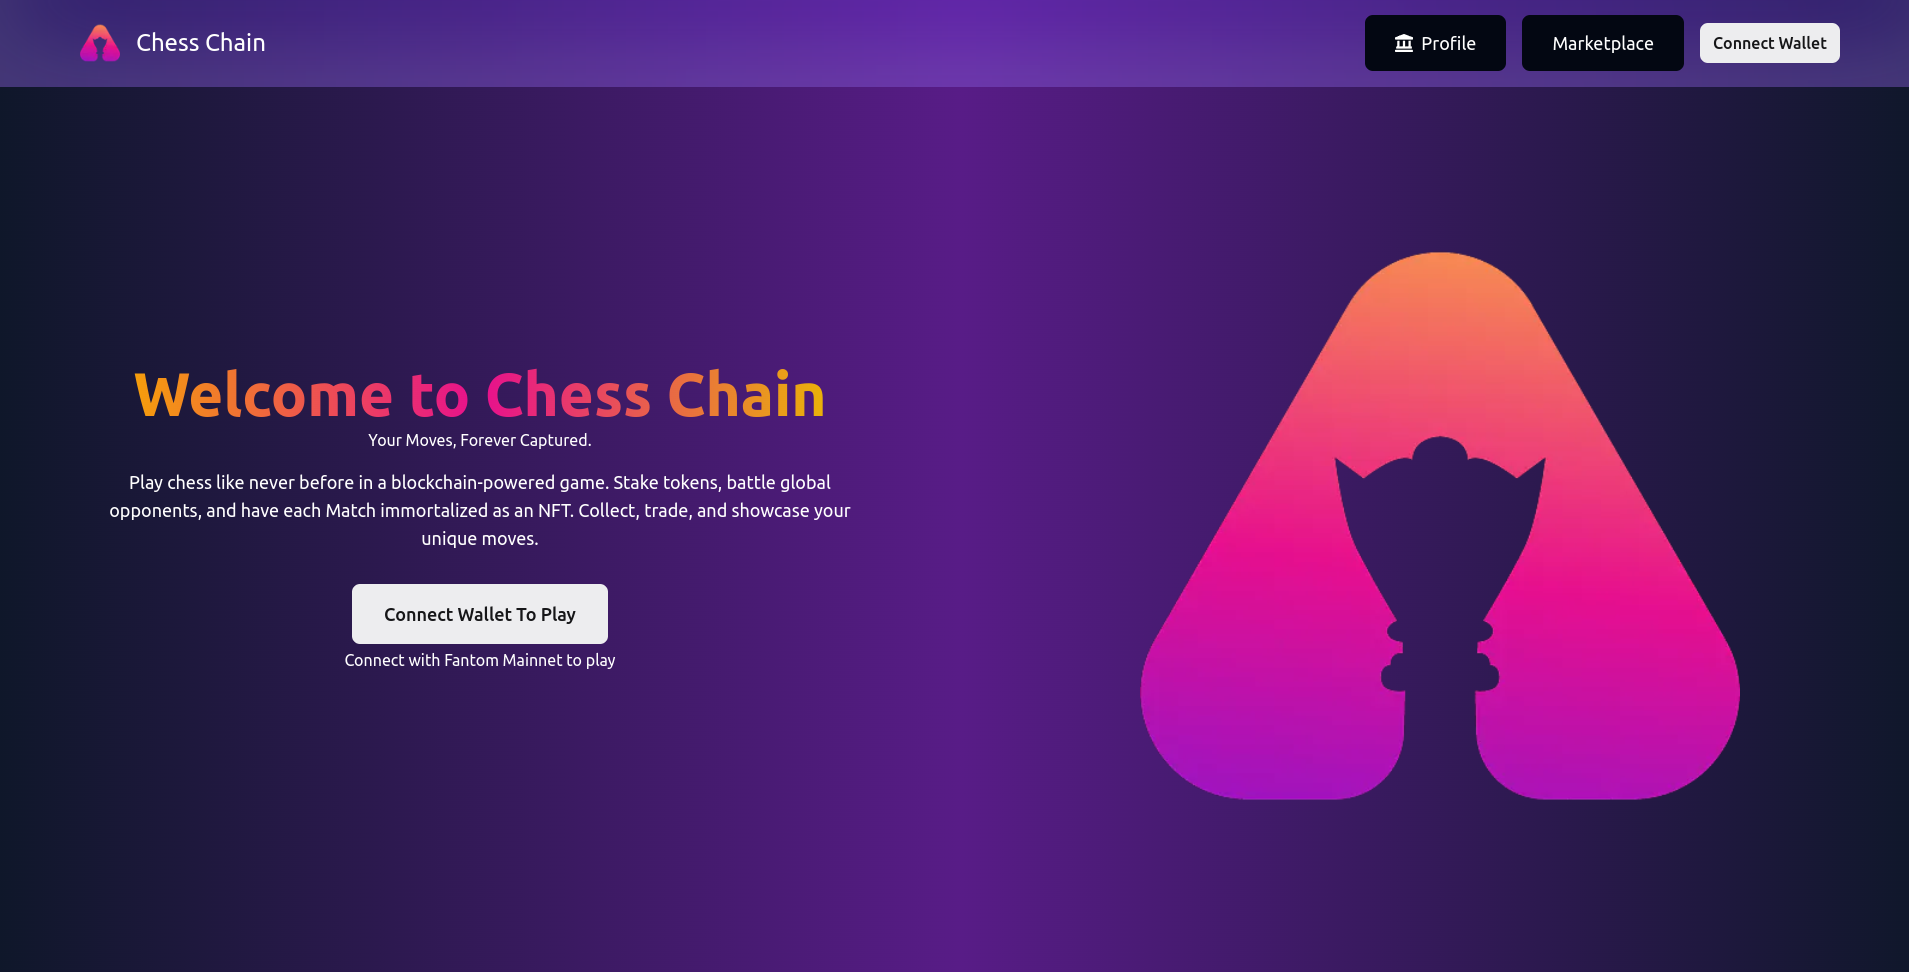 Chess Chain
Profile
Marketplace
Connect Wallet
Welcome to Chess Chain
Your Moves, Forever Captured.
Play chess like never before in a blockchain-powered game. Stake tokens, battle global
opponents, and have each Match immortalized as an NFT. Collect, trade, and showcase your
unique moves.
Connect Wallet To Play
Connect with Fantom Mainnet to play